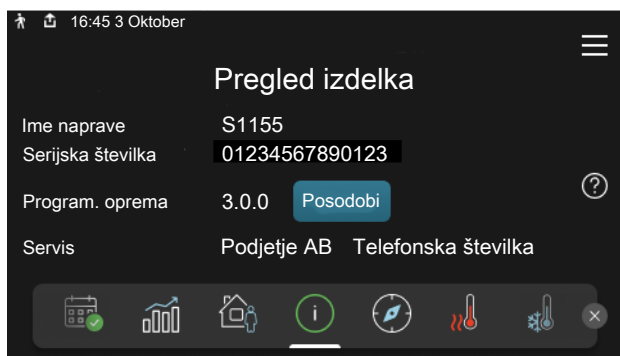 16:45 3 Oktober
Pregled izdelka
Ime naprave S1155
Serijska številka 01234567890123
Program. oprema 3.0.0 Posodobi
Servis Podjetje AB Telefonska številka